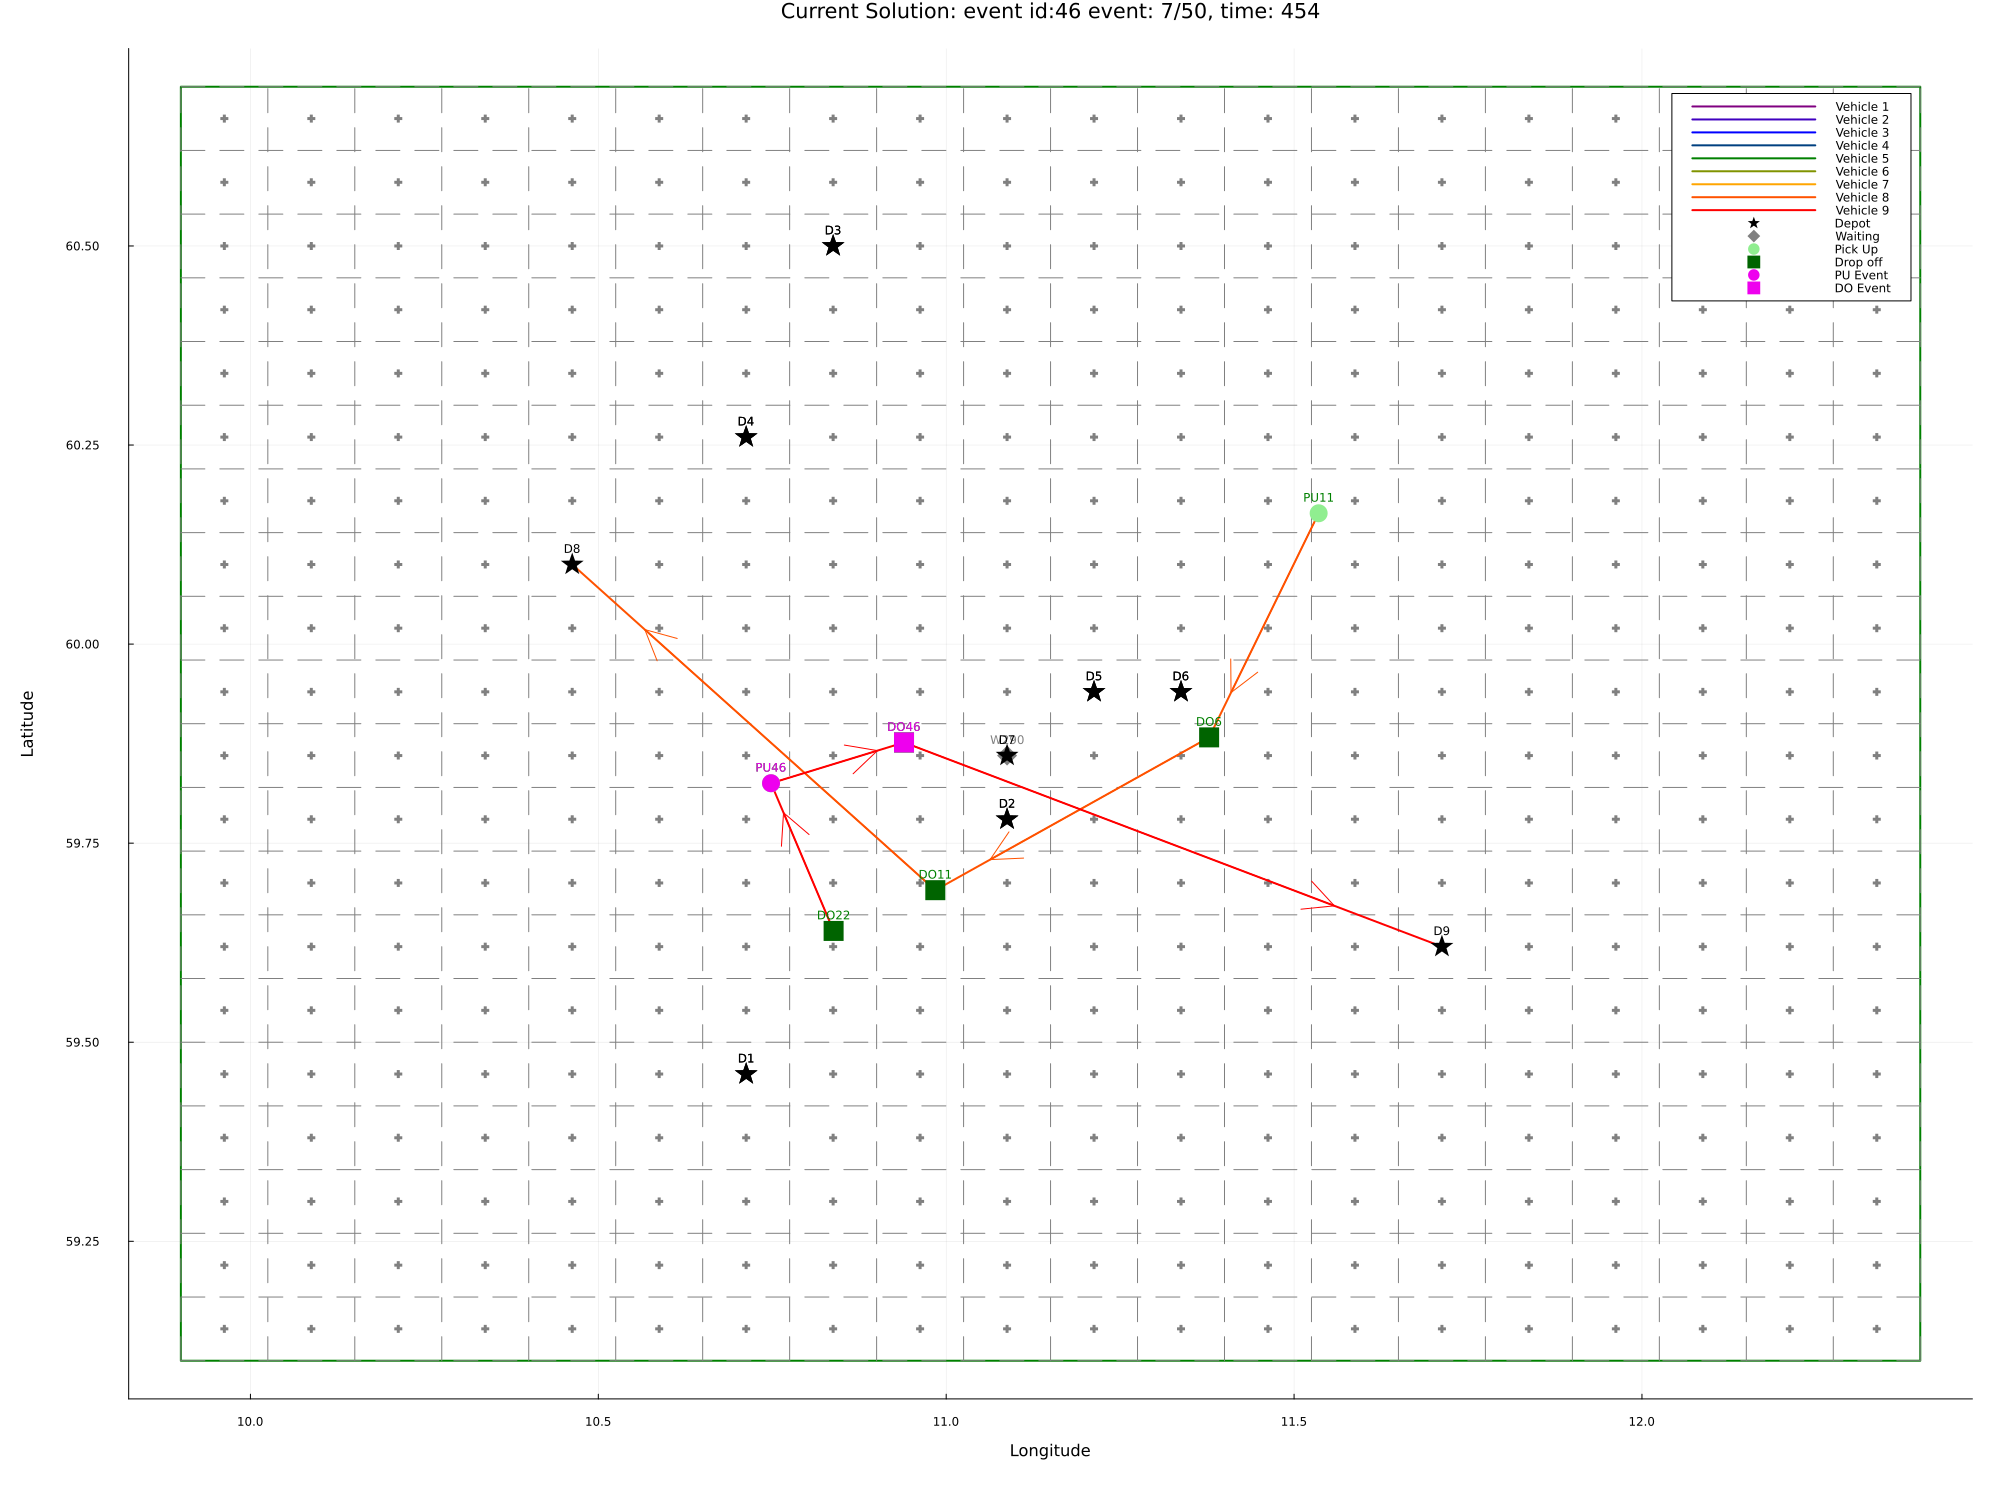 Current Solution: event id:46 event: 7/50, time: 454
Vehicle 1
Vehicle 2
Vehicle 3
Vehicle 4
Vehicle 5
Vehicle 6
Vehicle 7
Vehicle 8
Vehicle 9
Depot
Waiting
Pick Up
Drop off
PU Event
DO Event
D3
60.50
D4
60.25
PU11
D8
60.00
D5
D6
DO6
DO46
D7
PU46
D2
59.75
DO11
DO22
D9
59.50
D1
59.25
10.0
10.5
11.0
11.5
12.0
Longitude
Latitude